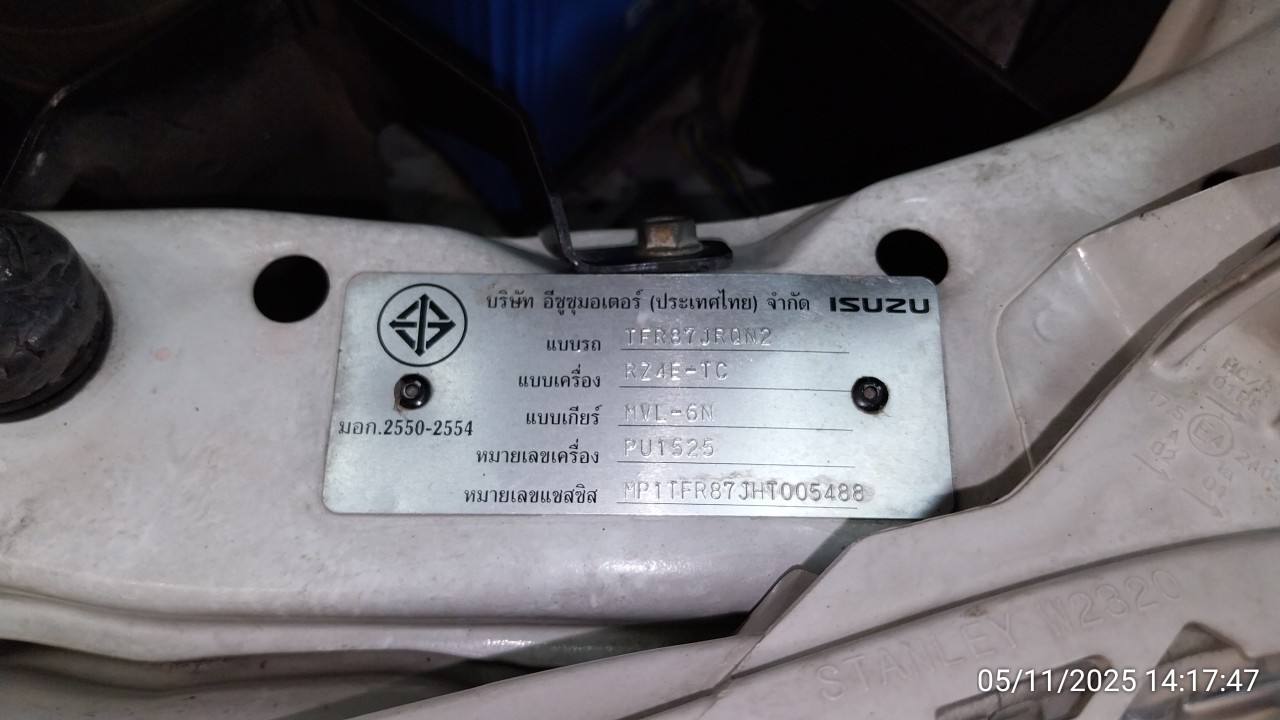 บริษัท อีซูซุมอเตอร์ (ประเทศไทย) จำกัด ISUZU
แบบรถ TFR87JRQN2
แบบเครื่อง RZ4E-TC
แบบเกียร์ MVL-6N
มอก.2550-2554
หมายเลขเครื่อง PU1525
หมายเลขแชสซิส MP1TFR87JHT005488
STANLEY W2320
05/11/2025 14:17:47